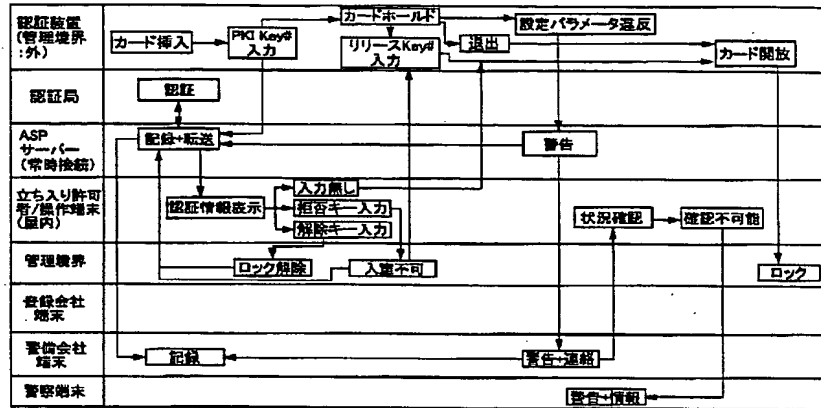 認証装置
(管理境界
:外)
カード挿入
PKI Key#
入力
カードホールド
リリースKey#
入力
退出
設定パラメータ違反
カード開放
認証局
認証
ASP
サーバー
(常時接続)
記録+転送
警告
立ち入り許可
者/操作端末
(屋内)
認証情報表示
入力無し
拒否キー入力
解除キー入力
状況確認
確認不可能
管理境界
ロック解除
入室不可
ロック
登録会社
端末
警備会社
端末
記録
警告+連絡
警察端末
警告+情報